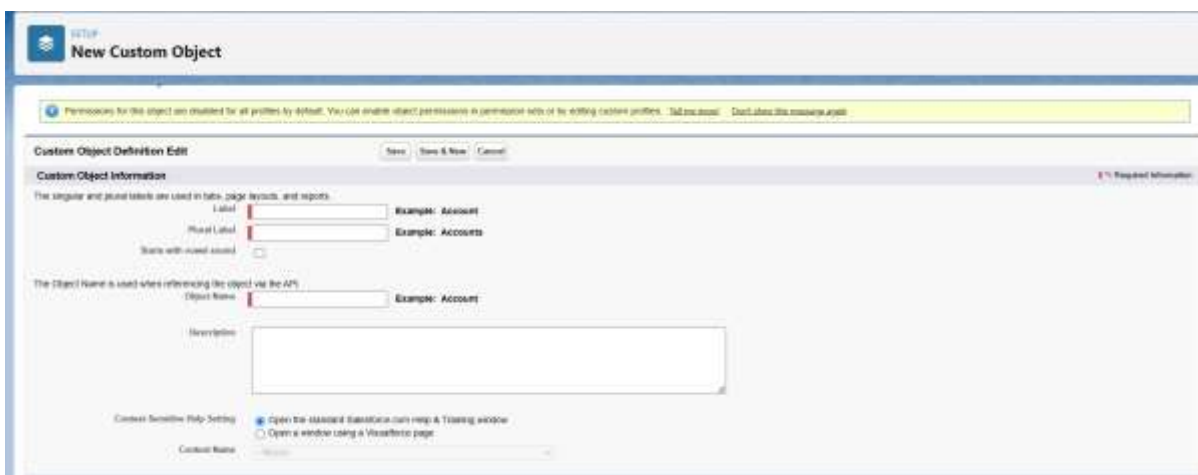 SETUP
New Custom Object
Permissions for this object are disabled for all profiles by default. You can enable object permissions in permission sets or by editing custom profiles. Tell me more! Don't show this message again
Custom Object Definition Edit Save Save & New Cancel
Custom Object Information = Required Information
The singular and plural labels are used in tabs, page layouts, and reports.
Label Example: Account
Plural Label Example: Accounts
Starts with vowel sound
The Object Name is used when referencing the object via the API.
Object Name Example: Account
Description
Context-Sensitive Help Setting Open the standard Salesforce.com Help & Training window
Open a window using a Visualforce page
Content Name --None--